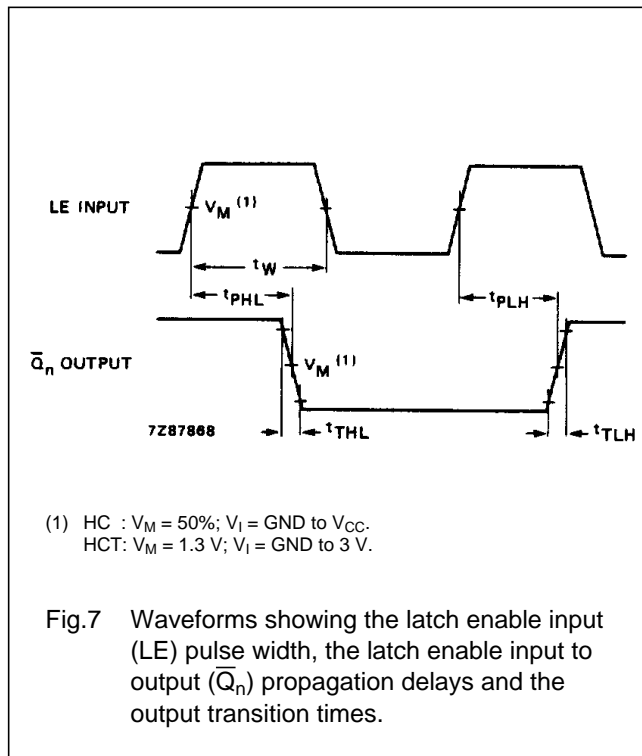 LE INPUT
V_M (1)
t_W
t_PHL
t_PLH
Q̅_n OUTPUT
V_M (1)
7Z87868
t_THL
t_TLH
(1) HC : V_M = 50%; V_I = GND to V_CC.
HCT: V_M = 1.3 V; V_I = GND to 3 V.
Fig.7 Waveforms showing the latch enable input
(LE) pulse width, the latch enable input to
output (Q̅_n) propagation delays and the
output transition times.